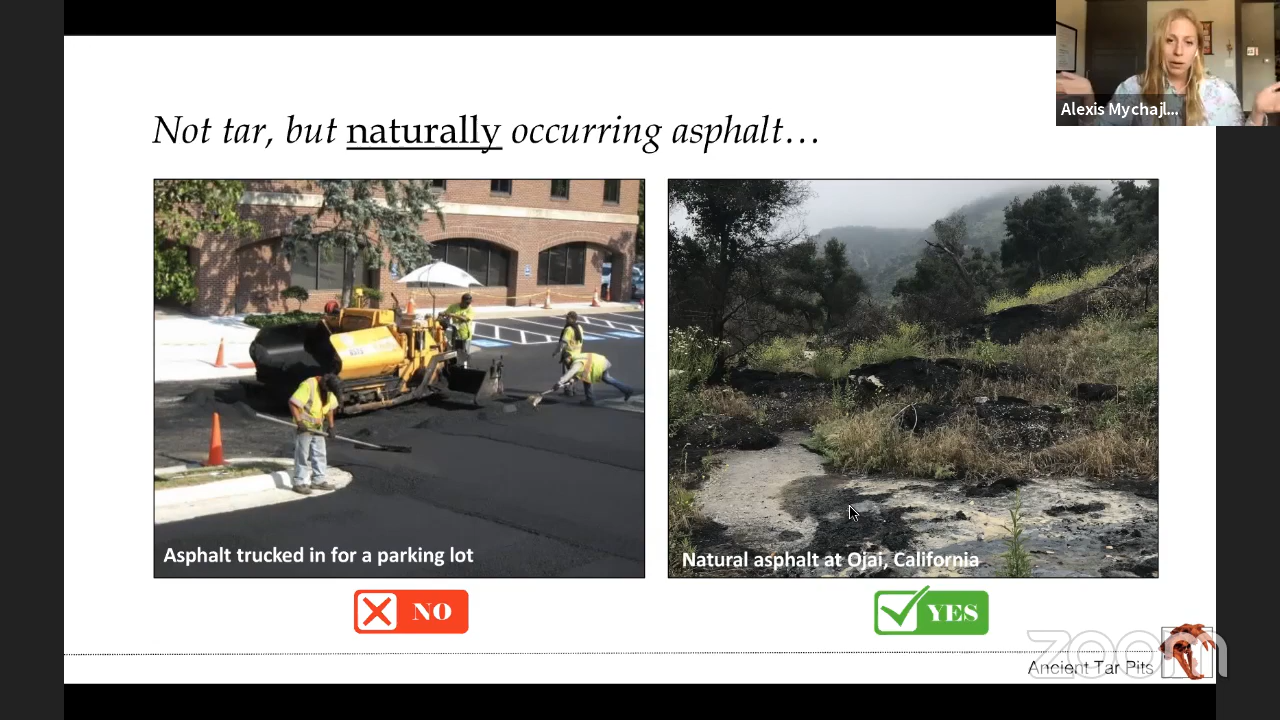 Alexis Mychajl...
Not tar, but naturally occurring asphalt...
Asphalt trucked in for a parking lot
Natural asphalt at Ojai, California
NO
YES
zoom
Ancient Tar Pits